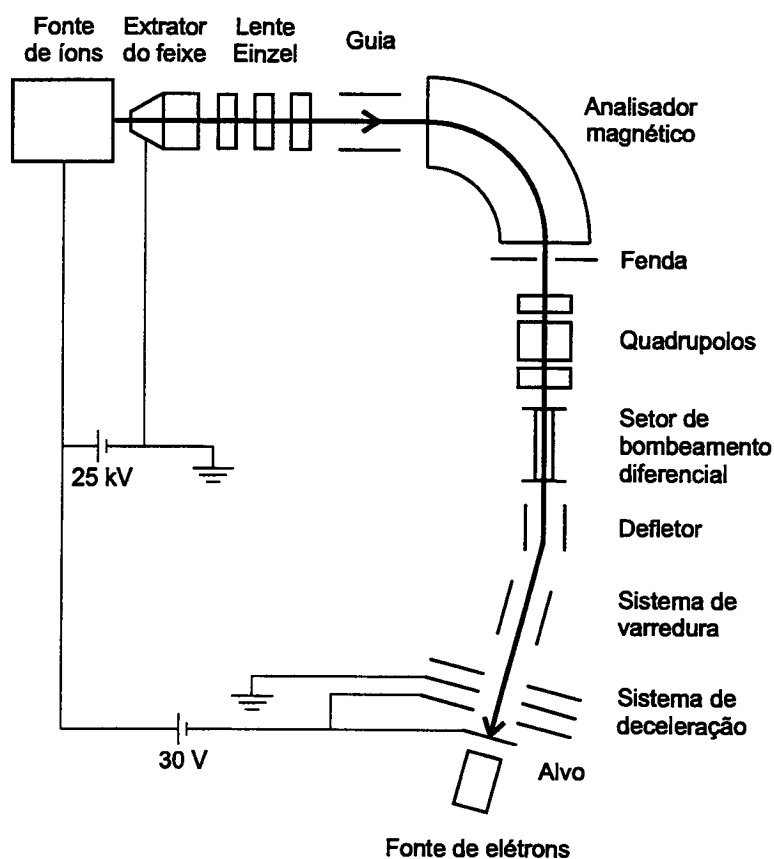 Fonte
de íons
Extrator
do feixe
Lente
Einzel
Guia
Analisador
magnético
Fenda
Quadrupolos
Setor de
bombeamento
diferencial
Defletor
Sistema de
varredura
Sistema de
deceleração
Alvo
Fonte de elétrons
25 kV
30 V